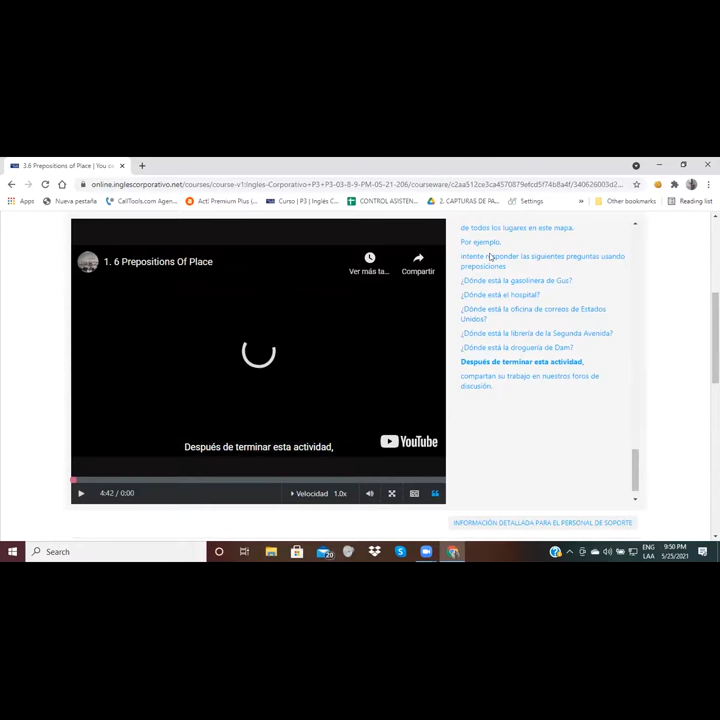 3.6 Prepositions of Place | You c
online.inglescorporativo.net/courses/course-v1:Ingles-Corporativo+P3+P3-03-8-9-PM-05-21-206/courseware/c2aa512ce3ca4570879efcd5f74b8a4f/340626003d2...
Apps Nueva pestaña CallTools.com Agen... Act! Premium Plus (... Curso | P3 | Inglés C... CONTROL ASISTEN... 2. CAPTURAS DE PA... Settings » Other bookmarks Reading list
1. 6 Prepositions Of Place
Ver más ta... Compartir
Después de terminar esta actividad,
YouTube
4:42 / 0:00 Velocidad 1.0x
de todos los lugares en este mapa.
Por ejemplo,
intente responder las siguientes preguntas usando
preposiciones
¿Dónde está la gasolinera de Gus?
¿Dónde está el hospital?
¿Dónde está la oficina de correos de Estados
Unidos?
¿Dónde está la librería de la Segunda Avenida?
¿Dónde está la droguería de Dam?
Después de terminar esta actividad,
compartan su trabajo en nuestros foros de
discusión.
INFORMACIÓN DETALLADA PARA EL PERSONAL DE SOPORTE
Search
20
ENG
LAA
9:50 PM
5/25/2021